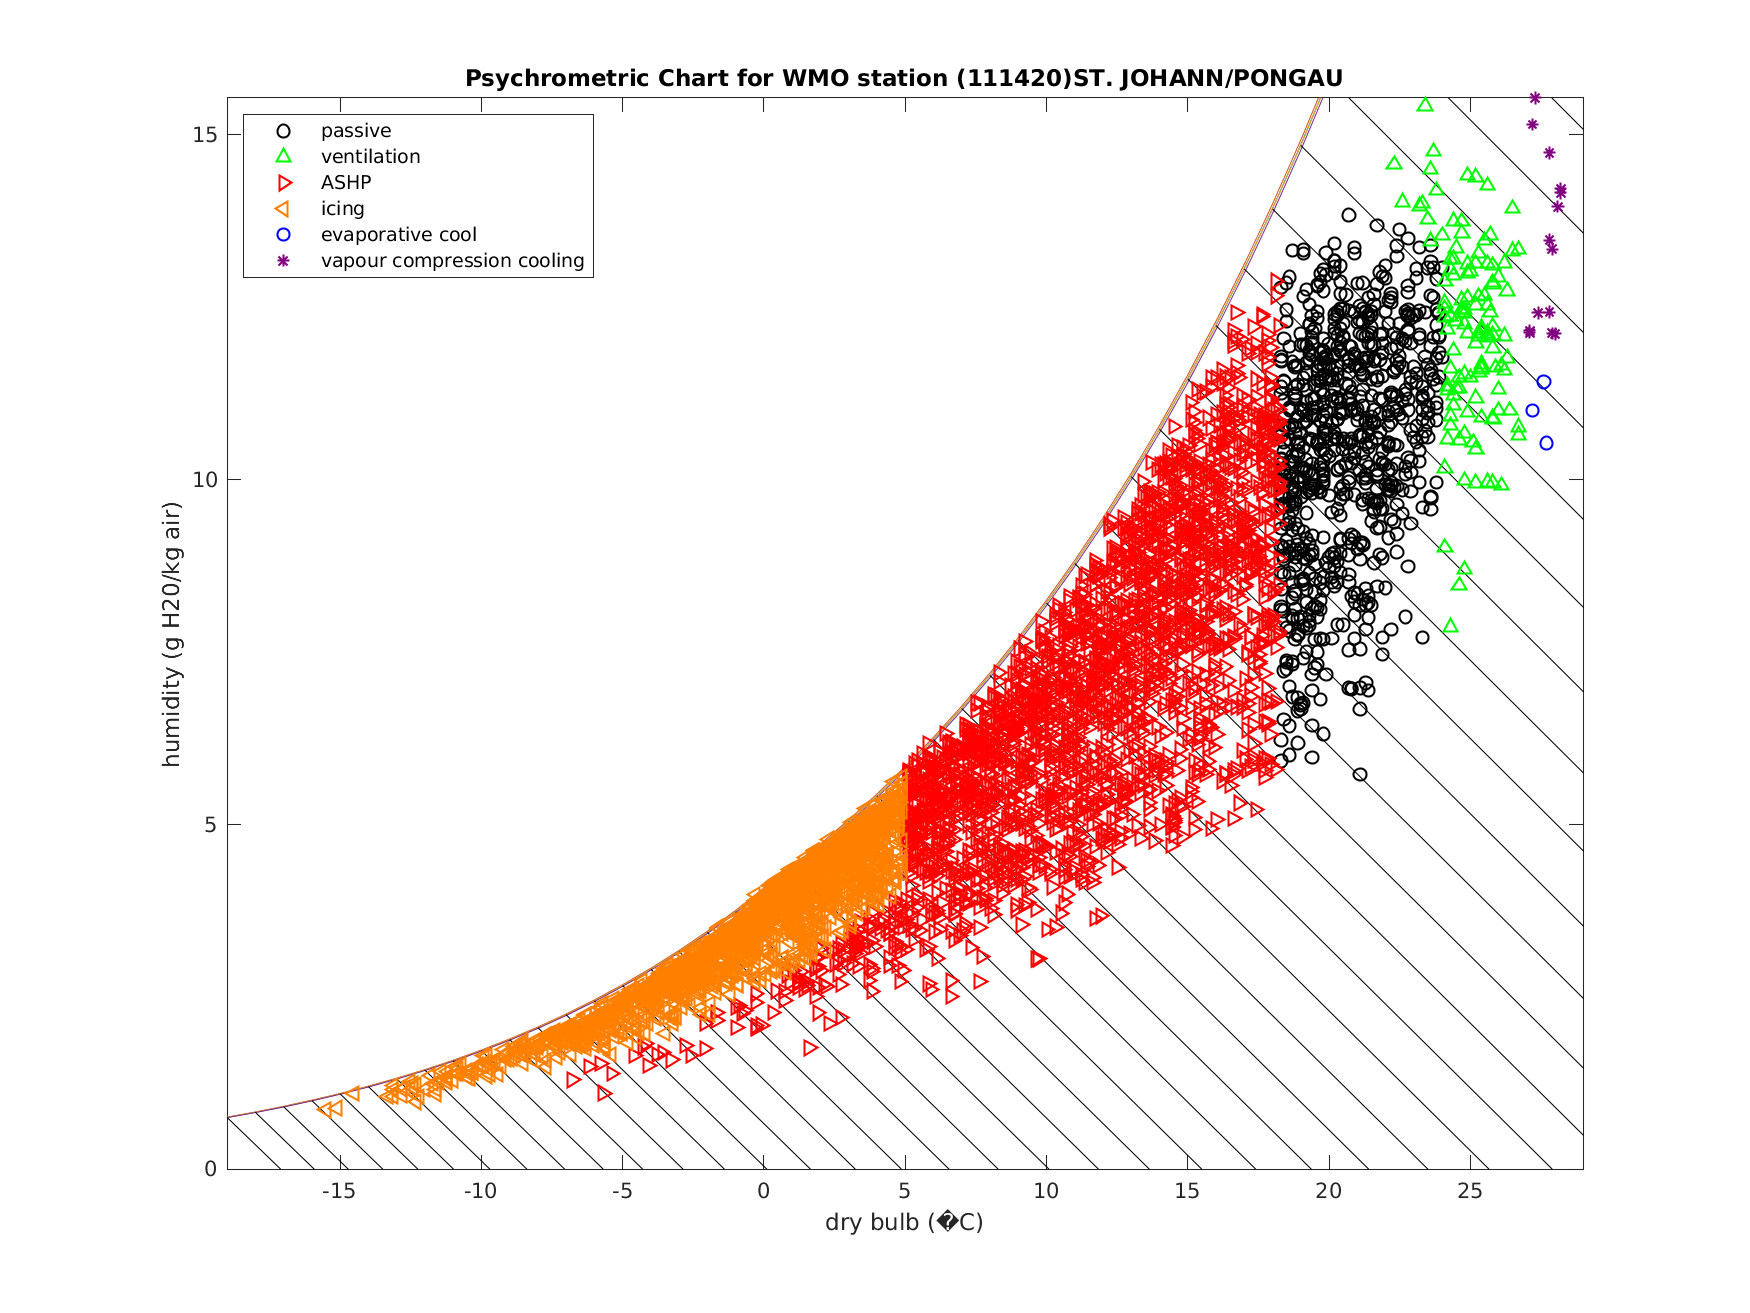 Psychrometric Chart for WMO station (111420)ST. JOHANN/PONGAU
passive
ventilation
ASHP
icing
evaporative cool
vapour compression cooling
15
10
5
0
humidity (g H20/kg air)
-15 -10 -5 0 5 10 15 20 25
dry bulb (�C)